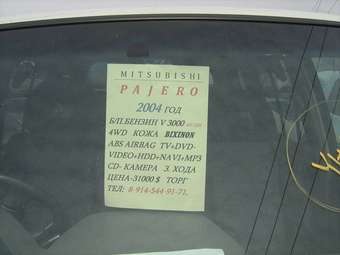 MITSUBISHI
PAJERO
2004 ГОД
Б/П.БЕНЗИН V 3000
4WD КОЖА BIXINON
ABS AIRBAG TV+DVD-
VIDEO+HDD+NAVI+MP3
CD- КАМЕРА З. ХОДА
ЦЕНА-31000 $ ТОРГ
ТЕЛ: 8-914-544-91-71,